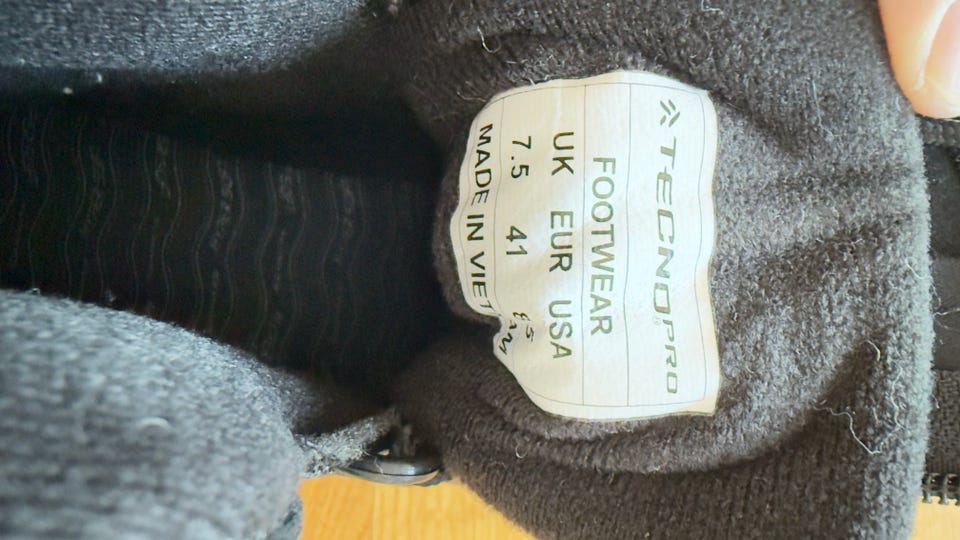 TECNOPRO®
FOOTWEAR
UK EUR USA
7.5 41
MADE IN VIET